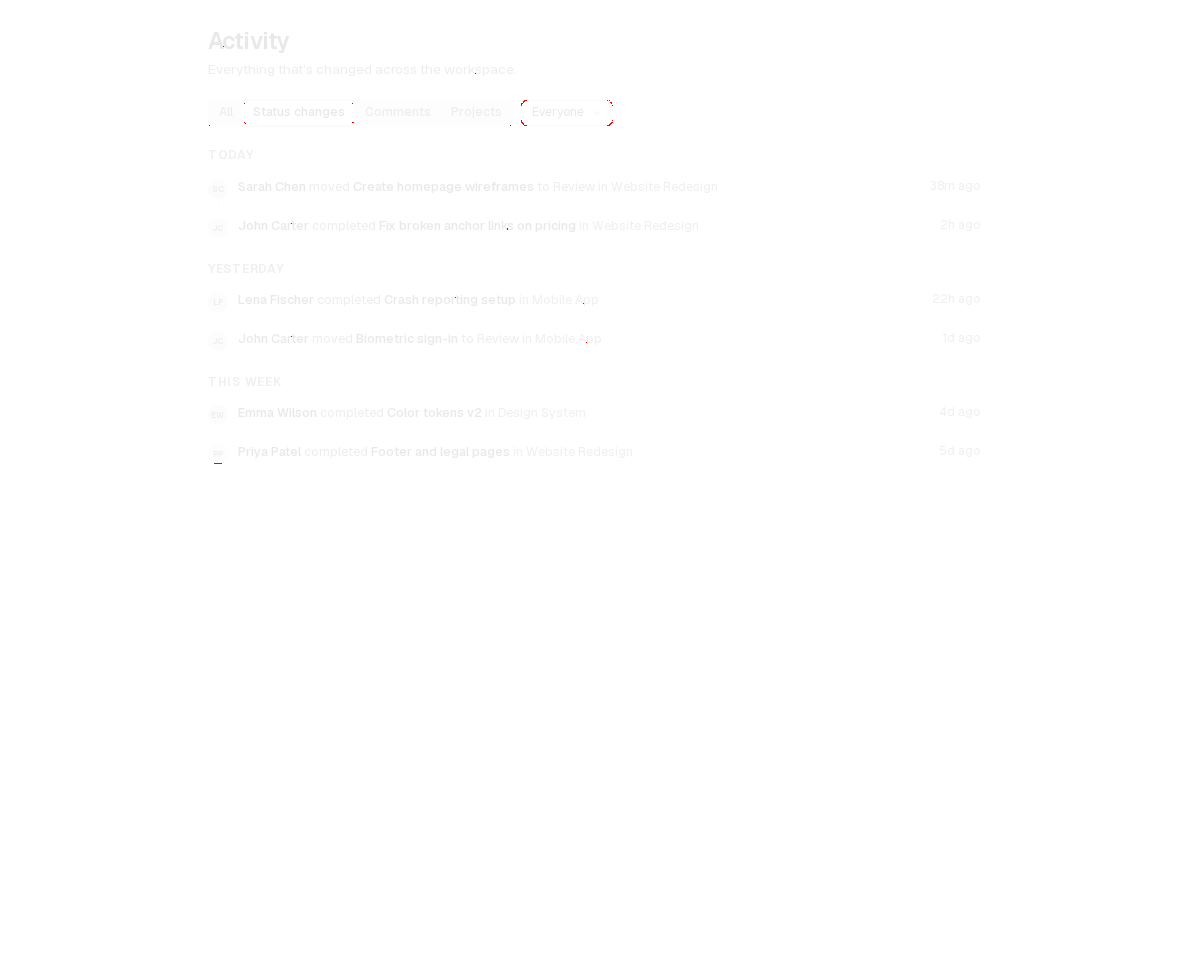 Activity
Everything that's changed across the workspace.
All Status changes Comments Projects Everyone
TODAY
SC Sarah Chen moved Create homepage wireframes to Review in Website Redesign 38m ago
JC John Carter completed Fix broken anchor links on pricing in Website Redesign 2h ago
YESTERDAY
Lena Fischer completed Crash reporting setup in Mobile App 22h ago
JC John Carter moved Biometric sign-in to Review in Mobile App 1d ago
THIS WEEK
EW Emma Wilson completed Color tokens v2 in Design System 4d ago
PP Priya Patel completed Footer and legal pages in Website Redesign 5d ago